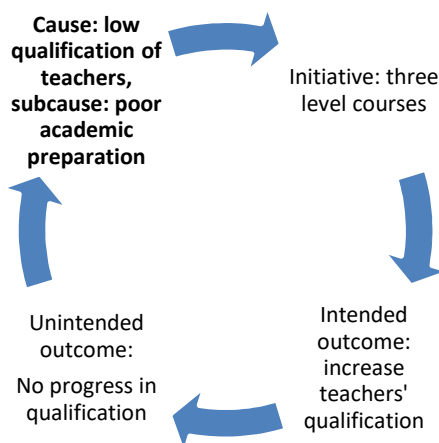 Cause: low
qualification of
teachers,
subcause: poor
academic
preparation
Initiative: three
level courses
Intended
outcome:
increase
teachers'
qualification
Unintended
outcome:
No progress in
qualification